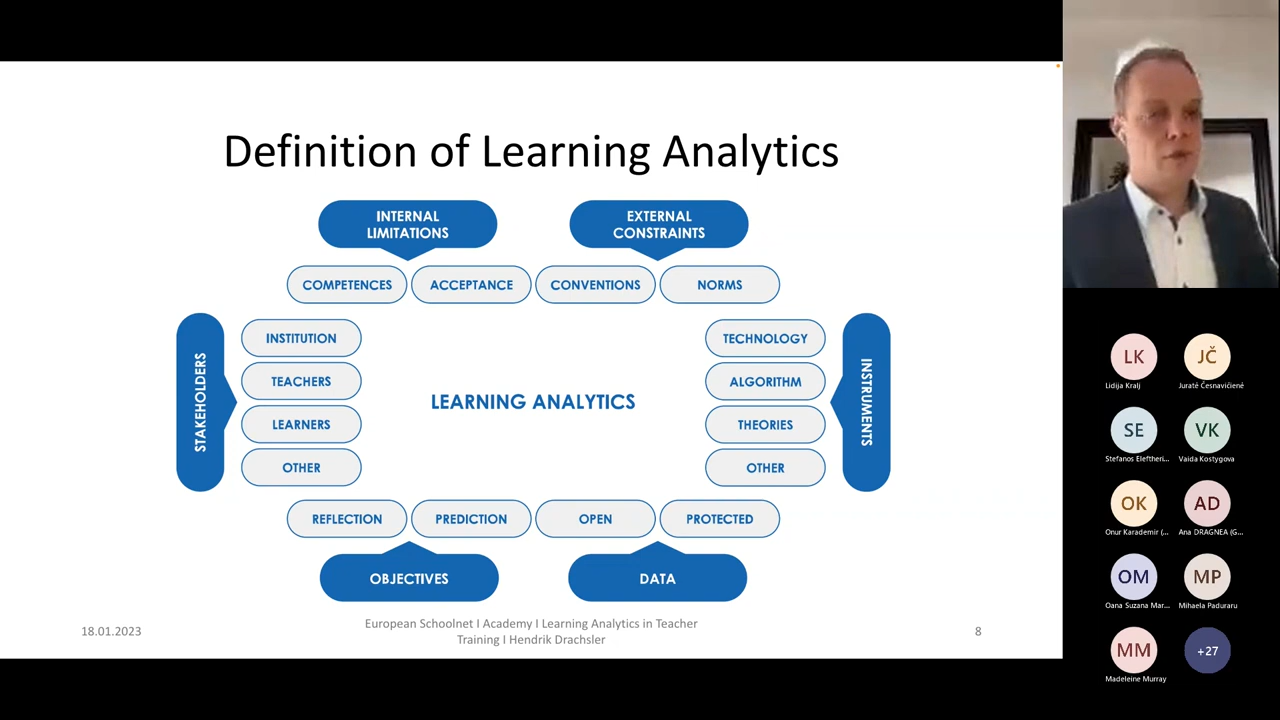 Definition of Learning Analytics
INTERNAL
LIMITATIONS
EXTERNAL
CONSTRAINTS
COMPETENCES
ACCEPTANCE
CONVENTIONS
NORMS
STAKEHOLDERS
INSTITUTION
TEACHERS
LEARNERS
OTHER
LEARNING ANALYTICS
TECHNOLOGY
ALGORITHM
THEORIES
OTHER
INSTRUMENTS
REFLECTION
PREDICTION
OPEN
PROTECTED
OBJECTIVES
DATA
18.01.2023
European Schoolnet I Academy I Learning Analytics in Teacher
Training I Hendrik Drachsler
8
LK
JČ
Lidija Kralj
Juratė Česnavičienė
SE
VK
Stefanos Eleftheri...
Vaida Kostygova
OK
AD
Onur Karademir (...
Ana DRAGNEA (G...
OM
MP
Oana Suzana Mar...
Mihaela Paduraru
MM
+27
Madeleine Murray